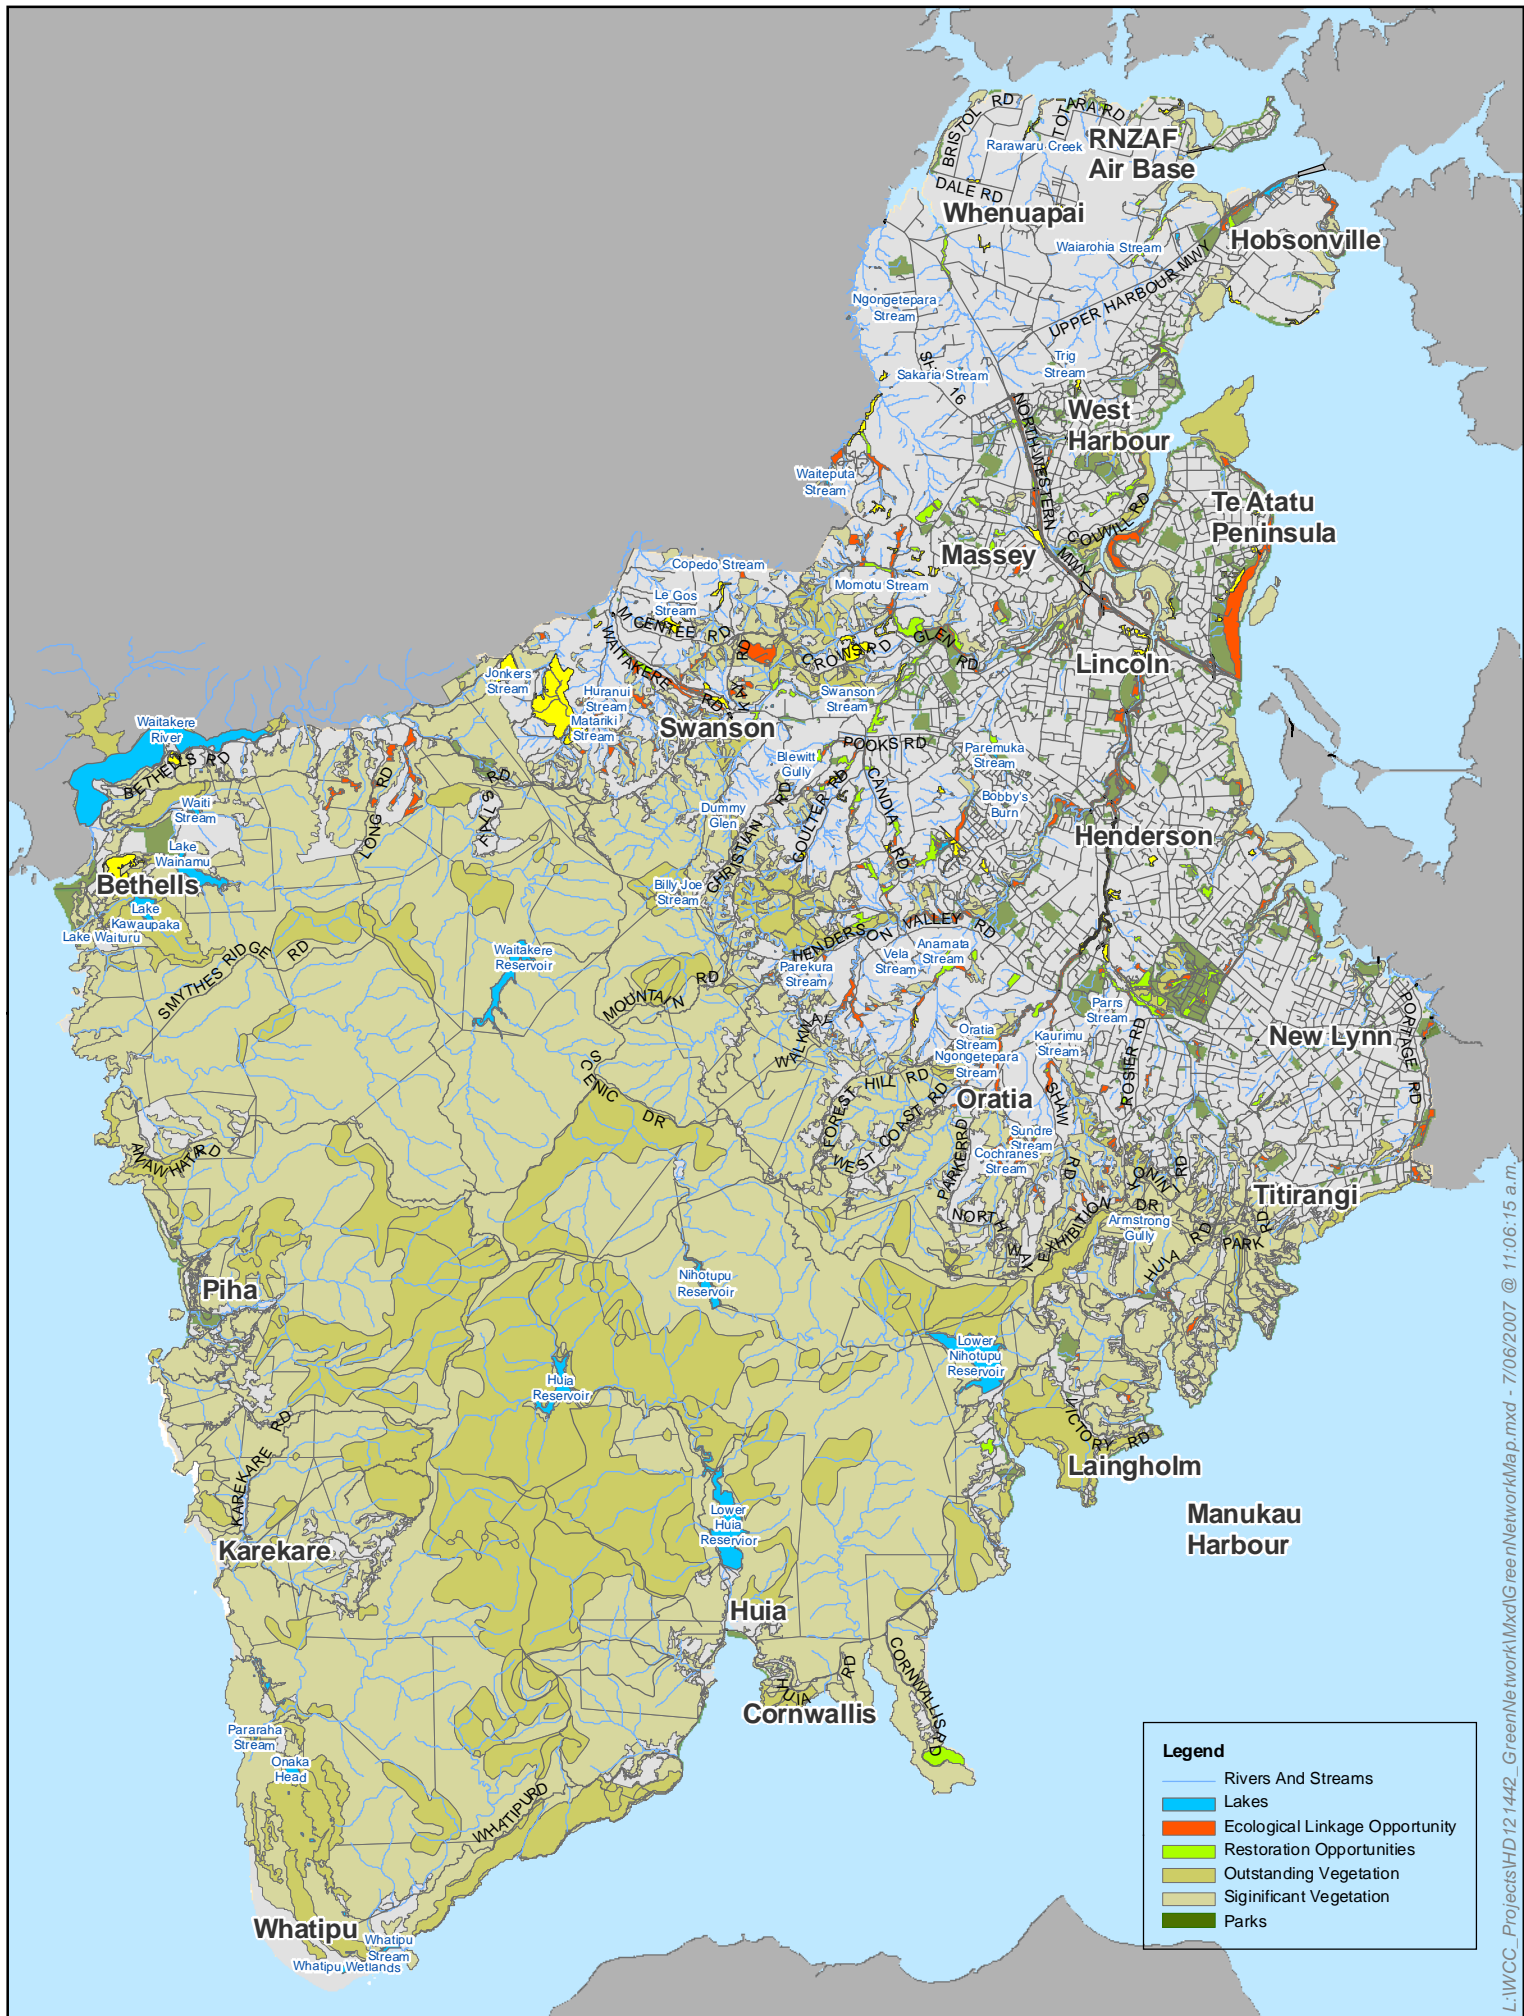 BRISTOL RD
TOTARA RD
RNZAF
Air Base
Rarawaru Creek
DALE RD
Whenuapai
Waiarohia Stream
Hobsonville
UPPER HARBOUR MWY
Ngongetepara
Stream
Trig
Stream
SH 16
Sakaria Stream
NORTH-WESTERN MWY
West
Harbour
Waiteputa
Stream
Te Atatu
Peninsula
COLWILL RD
Massey
Copedo Stream
Momotu Stream
Le Gos
Stream
MCENTEE RD
WAITAKERE RD
KAY RD
CROWS RD
GLEN RD
Lincoln
Jonkers
Stream
Huranui
Stream
Matariki
Stream
Swanson
Stream
Swanson
Waitakere
River
BETHELLS RD
POOKS RD
Paremuka
Stream
Blewitt
Gully
LONG RD
FALLS RD
Waiti
Stream
Dummy
Glen
CHRISTIAN RD
COULTER RD
CANDIA RD
Bobby's
Burn
Henderson
Lake
Wainamu
Bethells
Billy Joe
Stream
Lake
Kawaupaka
Lake Waituru
SMYTHES RIDGE RD
Waitakere
Reservoir
HENDERSON VALLEY RD
Parekura
Stream
Vela
Stream
Anamata
Stream
MOUNTAIN RD
Parrs
Stream
PORTAGE RD
WALKWAY
Oratia
Stream
Ngongetepara
Stream
Kaurimu
Stream
ROSIER RD
New Lynn
SCENIC DR
HILL RD
FOREST
Oratia
SHAW RD
WEST COAST RD
ANAWHATA RD
PARKER RD
Sundre
Stream
Cochranes
Stream
KONINI RD
Titirangi
NORTH WAY
EXHIBITION DR
Armstrong
Gully
HUIA RD
PARK RD
Piha
Nihotupu
Reservoir
Lower
Nihotupu
Reservoir
Huia
Reservoir
VICTORY RD
KAREKARE RD
Laingholm
Lower
Huia
Reservior
Manukau
Harbour
Karekare
Huia
CORNWALLIS RD
HUIA RD
Cornwallis
Pararaha
Stream
Onaka
Head
WHATIPU RD
Whatipu
Whatipu
Stream
Whatipu Wetlands
Legend
Rivers And Streams
Lakes
Ecological Linkage Opportunity
Restoration Opportunities
Outstanding Vegetation
Siginificant Vegetation
Parks
L:\WCC_Projects\HD121442_GreenNetwork\Mxd\GreenNetworkMap.mxd - 7/06/2007 @ 11:06:15 a.m.